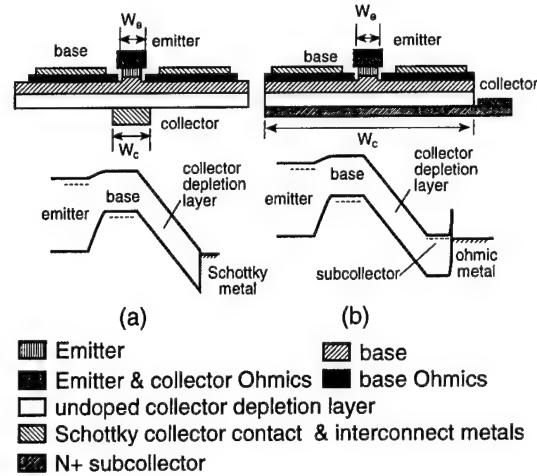 Wₑ
emitter
base
collector
W꜀
collector
depletion
layer
base
emitter
Schottky
metal
(a)
Wₑ
emitter
base
collector
W꜀
collector
depletion
layer
base
emitter
subcollector
ohmic
metal
(b)
Emitter
base
Emitter & collector Ohmics
base Ohmics
undoped collector depletion layer
Schottky collector contact & interconnect metals
N+ subcollector